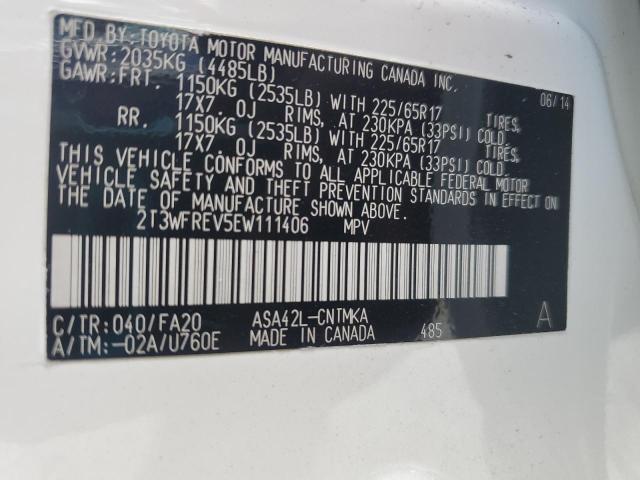 MFD. BY: TOYOTA MOTOR MANUFACTURING CANADA INC.
GVWR: 2035KG (4485LB) 06/14
GAWR: FRT. 1150KG (2535LB) WITH 225/65R17 TIRES,
17X7. OJ RIMS, AT 230KPA (33PSI) COLD.
RR. 1150KG (2535LB) WITH 225/65R17 TIRES,
17X7. OJ RIMS, AT 230KPA (33PSI) COLD.
THIS VEHICLE CONFORMS TO ALL APPLICABLE FEDERAL MOTOR
VEHICLE SAFETY AND THEFT PREVENTION STANDARDS IN EFFECT ON
THE DATE OF MANUFACTURE SHOWN ABOVE.
2T3WFREV5EW111406 MPV
C/TR: 040/FA20 ASA42L-CNTMKA A
A/TM: -02A/U760E MADE IN CANADA 485